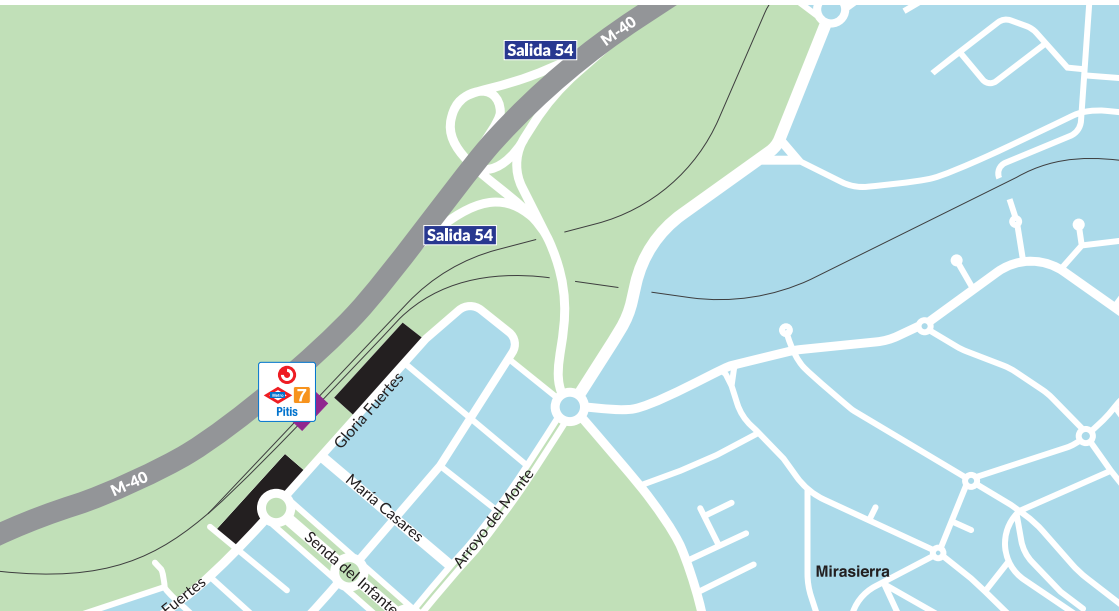 M-40
Salida 54
Salida 54
7
Pitis
Gloria Fuertes
M-40
María Casares
Arroyo del Monte
Senda del Infante
Fuertes
Mirasierra